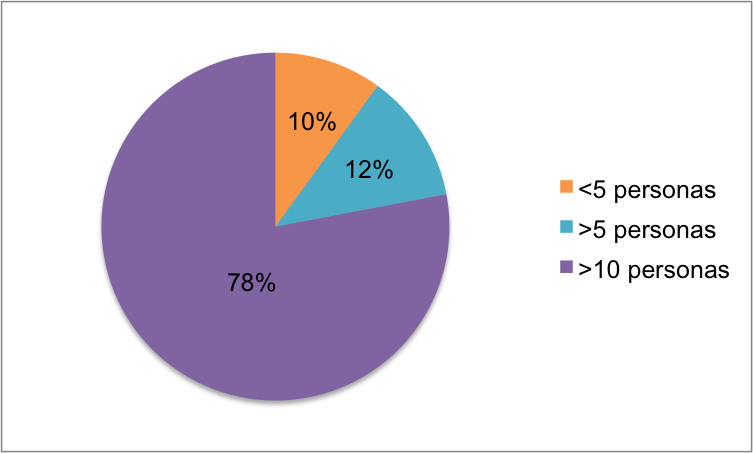 10%
12%
78%
<5 personas
>5 personas
>10 personas